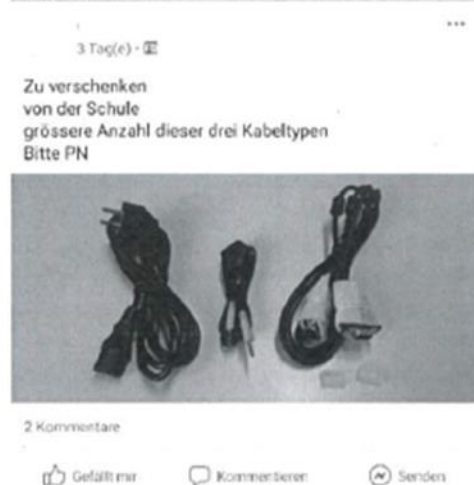 3 Tag(e) ·
Zu verschenken
von der Schule
grössere Anzahl dieser drei Kabeltypen
Bitte PN
2 Kommentare
Gefällt mir
Kommentieren
Senden